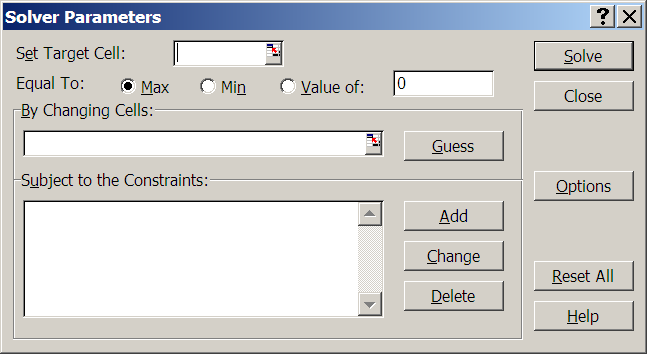 Solver Parameters
Set Target Cell:
Solve
Equal To: Max Min Value of: 0
Close
By Changing Cells:
Guess
Subject to the Constraints:
Options
Add
Change
Reset All
Delete
Help